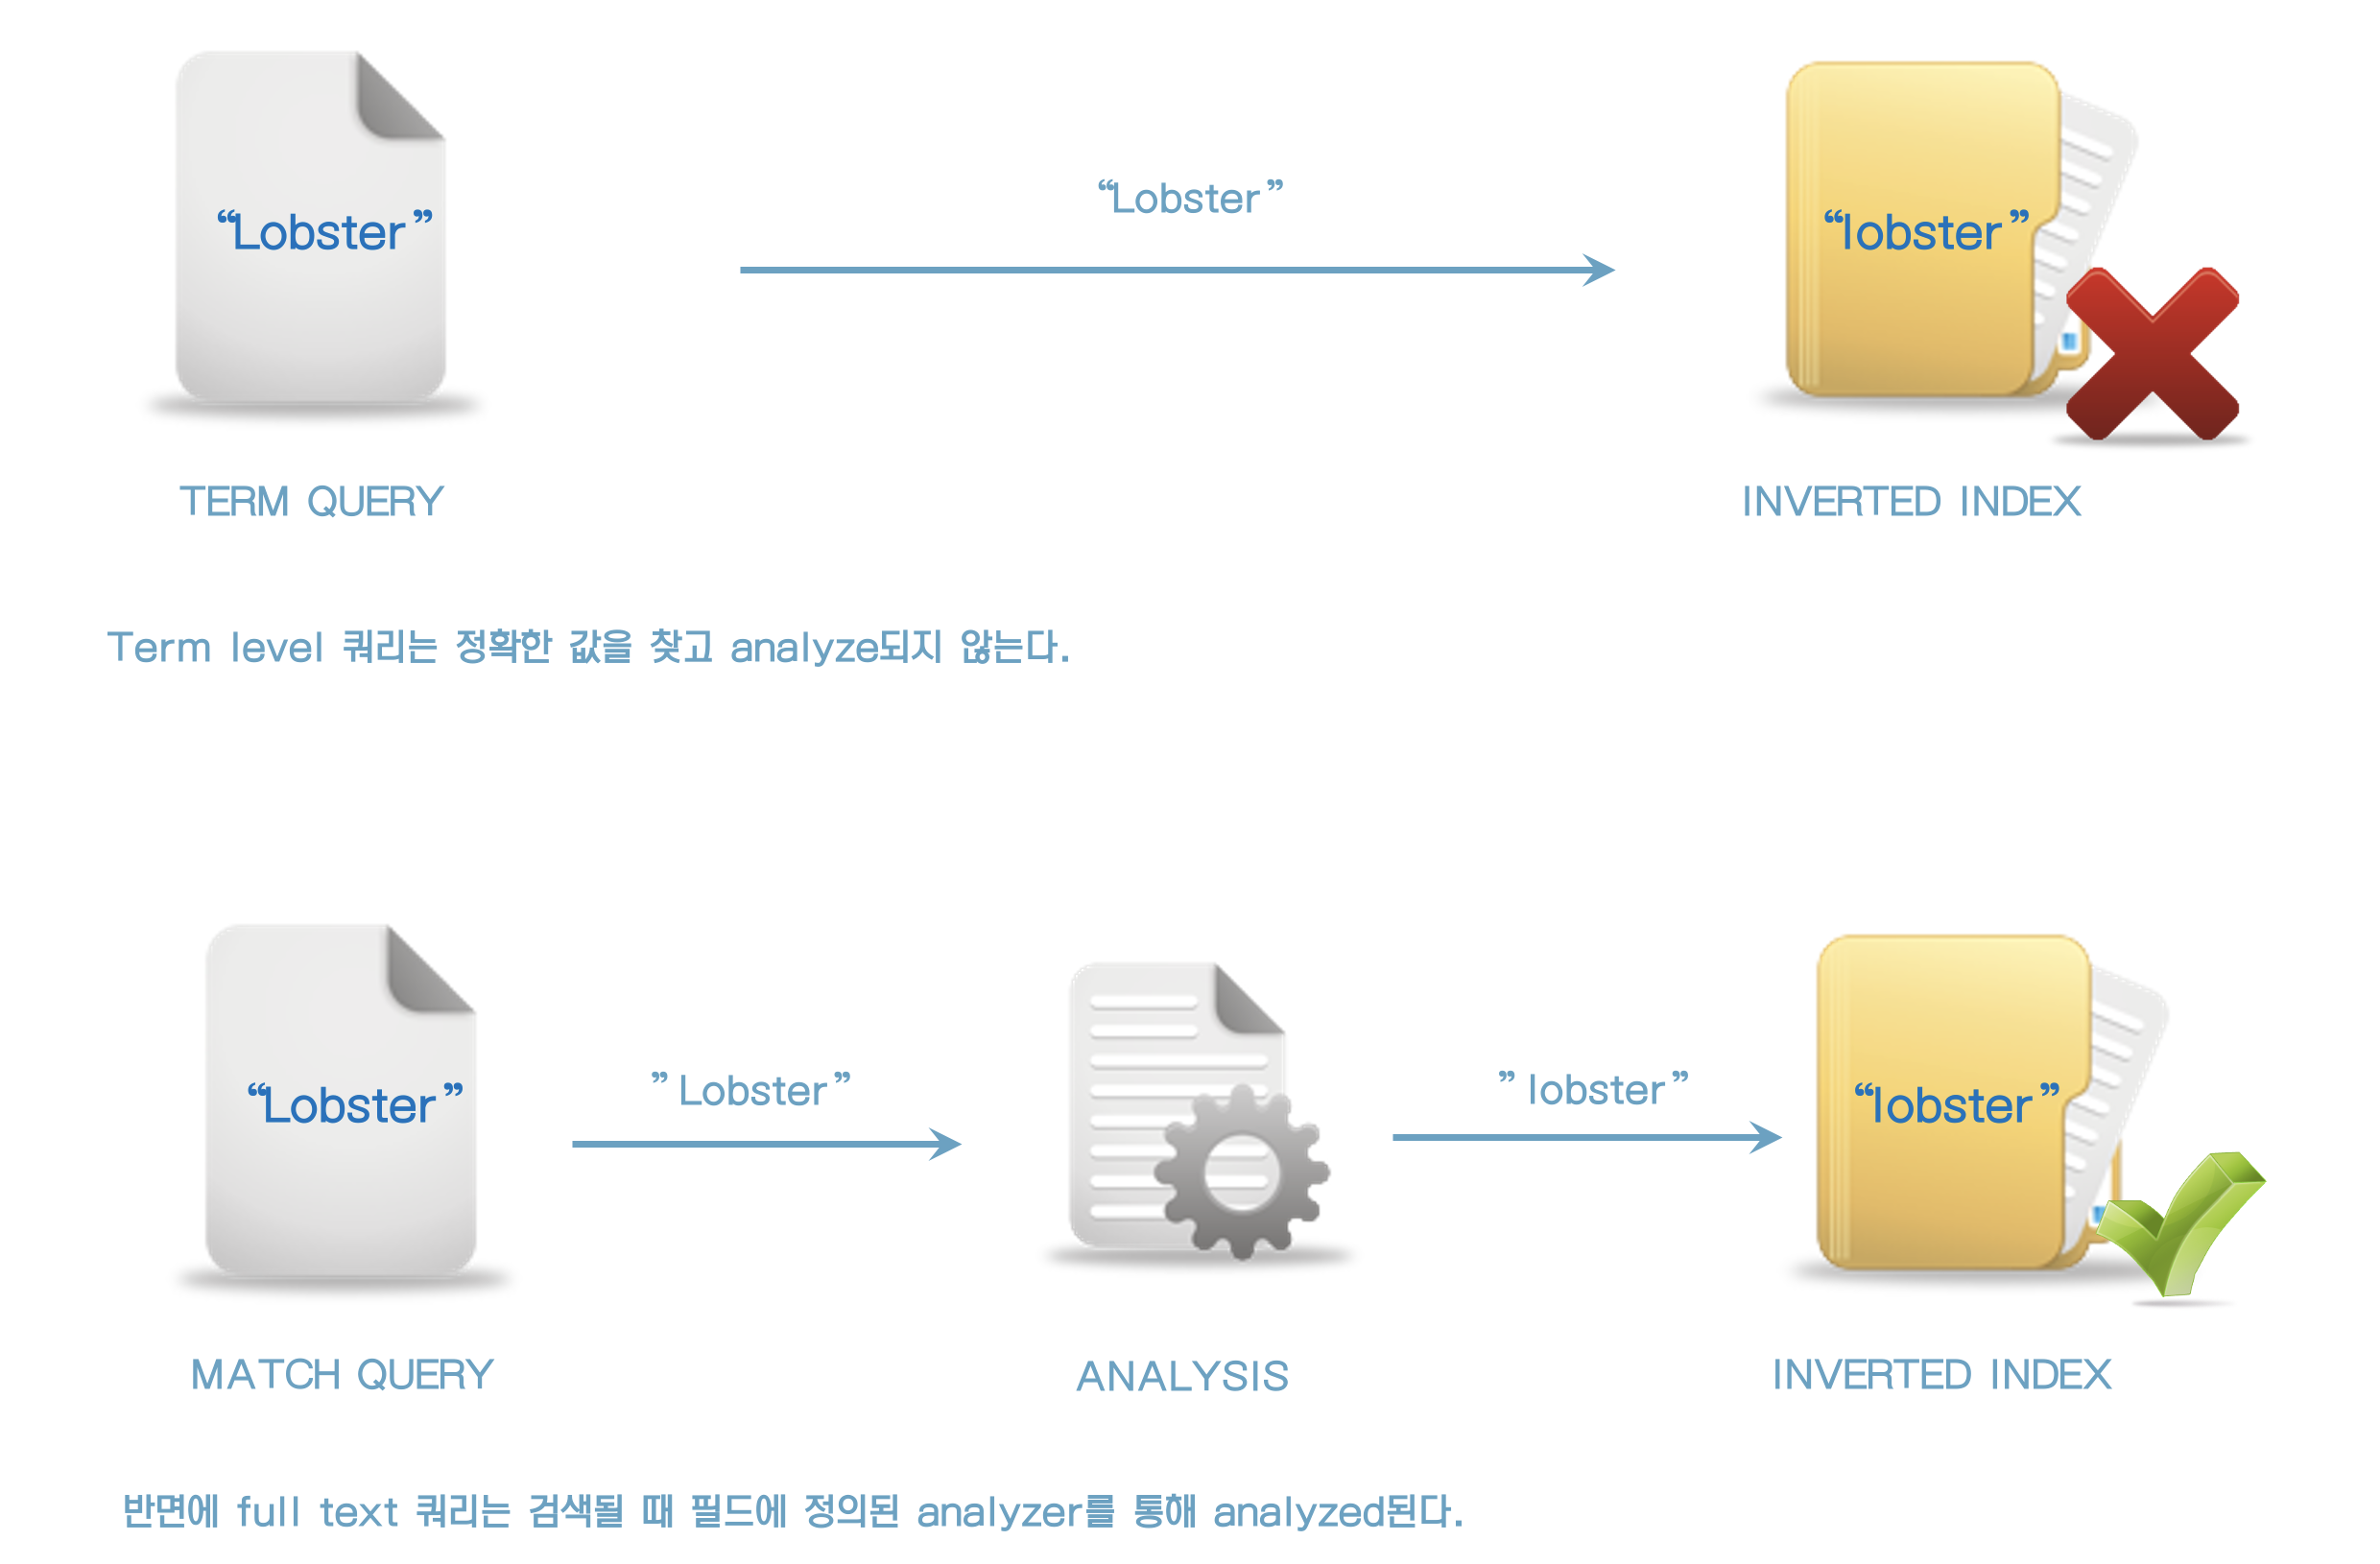 “Lobster”
“Lobster”
“lobster”
TERM QUERY
INVERTED INDEX
Term level 쿼리는 정확한 값을 찾고 analyze되지 않는다.
“Lobster”
” Lobster ”
” lobster ”
“lobster”
MATCH QUERY
ANALYSIS
INVERTED INDEX
반면에 full text 쿼리는 검색될 때 필드에 정의된 analyzer를 통해 analyzed된다.